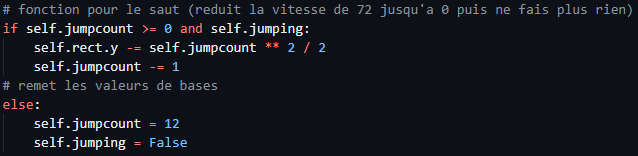 # fonction pour le saut (reduit la vitesse de 72 jusqu'a 0 puis ne fais plus rien)
if self.jumpcount >= 0 and self.jumping:
    self.rect.y -= self.jumpcount ** 2 / 2
    self.jumpcount -= 1
# remet les valeurs de bases
else:
    self.jumpcount = 12
    self.jumping = False